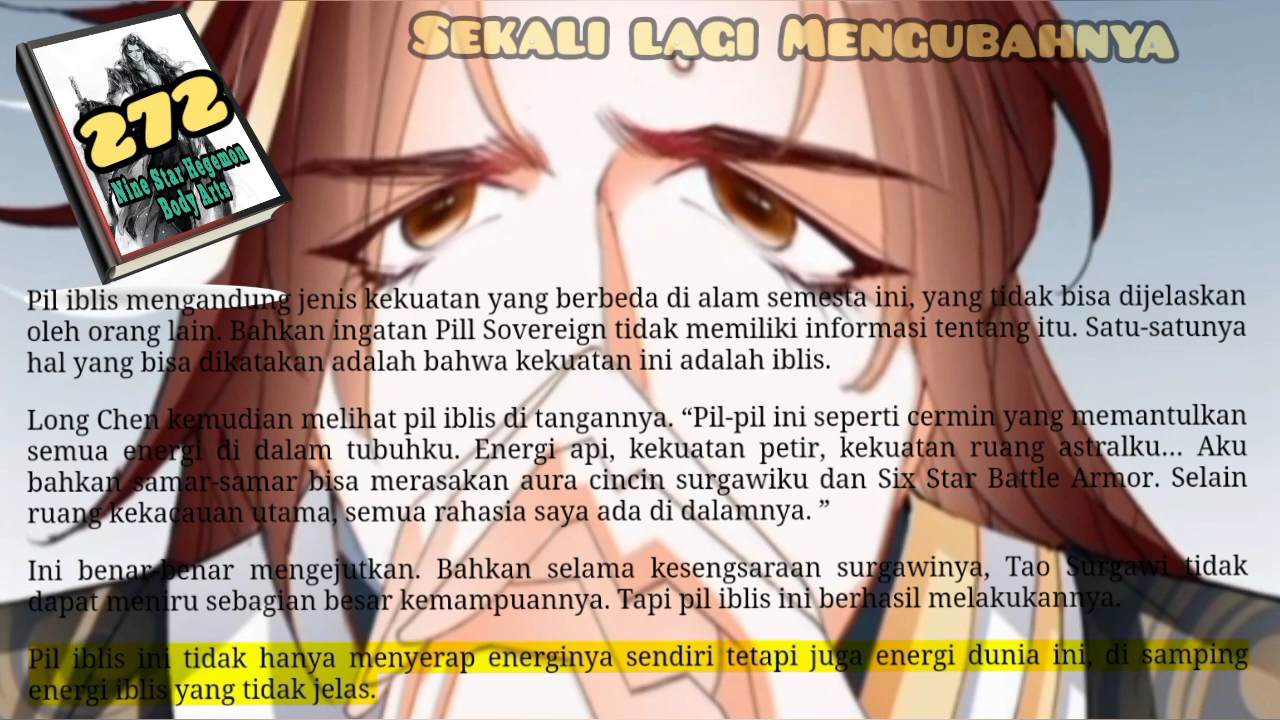 Sekali lagi Mengubahnya
272
Nine Star Hegemon
Body Arts
Pil iblis mengandung jenis kekuatan yang berbeda di alam semesta ini, yang tidak bisa dijelaskan
oleh orang lain. Bahkan ingatan Pill Sovereign tidak memiliki informasi tentang itu. Satu-satunya
hal yang bisa dikatakan adalah bahwa kekuatan ini adalah iblis.
Long Chen kemudian melihat pil iblis di tangannya. “Pil-pil ini seperti cermin yang memantulkan
semua energi di dalam tubuhku. Energi api, kekuatan petir, kekuatan ruang astralku... Aku
bahkan samar-samar bisa merasakan aura cincin surgawiku dan Six Star Battle Armor. Selain
ruang kekacauan utama, semua rahasia saya ada di dalamnya. ”
Ini benar-benar mengejutkan. Bahkan selama kesengsaraan surgawinya, Tao Surgawi tidak
dapat meniru sebagian besar kemampuannya. Tapi pil iblis ini berhasil melakukannya.
Pil iblis ini tidak hanya menyerap energinya sendiri tetapi juga energi dunia ini, di samping
energi iblis yang tidak jelas.